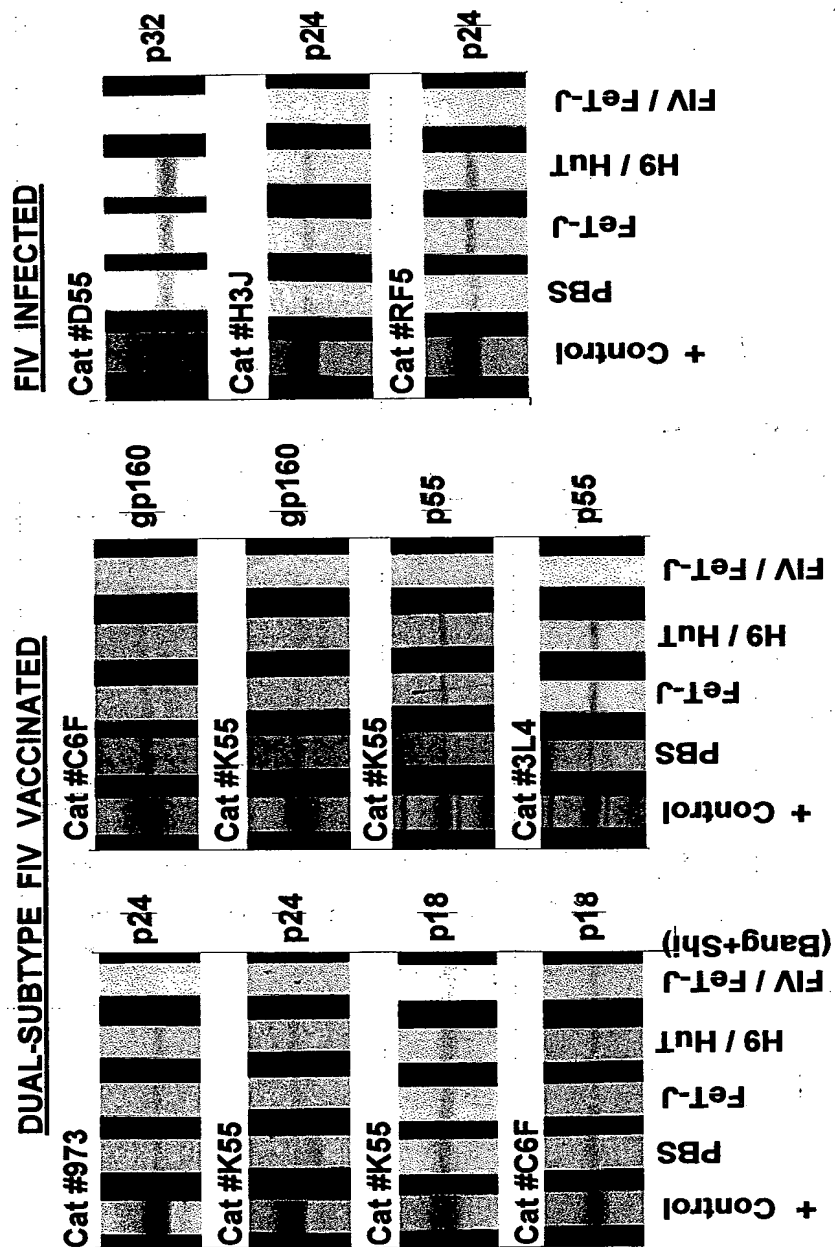 DUAL-SUBTYPE FIV VACCINATED
Cat #973
p24
Cat #K55
p24
Cat #K55
p18
Cat #C6F
p18
+ Control
PBS
FeT-J
H9 / HuT
FIV / FeT-J
(Bang+Shi)
Cat #C6F
gp160
Cat #K55
gp160
Cat #K55
p55
Cat #3L4
p55
+ Control
PBS
FeT-J
H9 / HuT
FIV / FeT-J
FIV INFECTED
Cat #D55
p32
Cat #H3J
p24
Cat #RF5
p24
+ Control
PBS
FeT-J
H9 / HuT
FIV / FeT-J